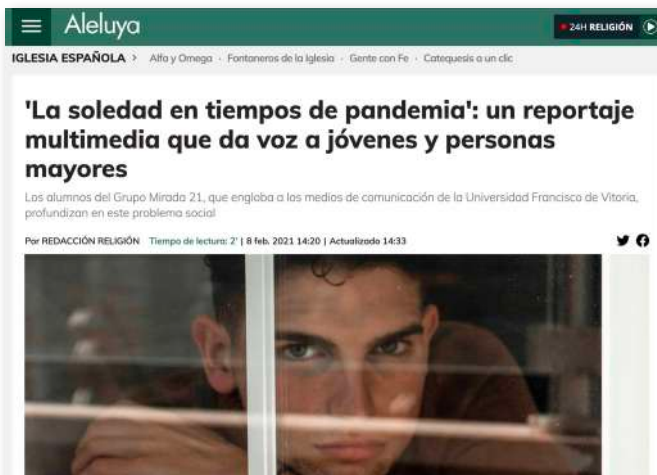 Aleluya
24H RELIGIÓN
IGLESIA ESPAÑOLA > Alfa y Omega · Fontaneros de la Iglesia · Gente con Fe · Catequesis a un clic
'La soledad en tiempos de pandemia': un reportaje
multimedia que da voz a jóvenes y personas
mayores
Los alumnos del Grupo Mirada 21, que engloba a los medios de comunicación de la Universidad Francisco de Vitoria,
profundizan en este problema social
Por REDACCIÓN RELIGIÓN Tiempo de lectura: 2' | 8 feb. 2021 14:20 | Actualizado 14:33